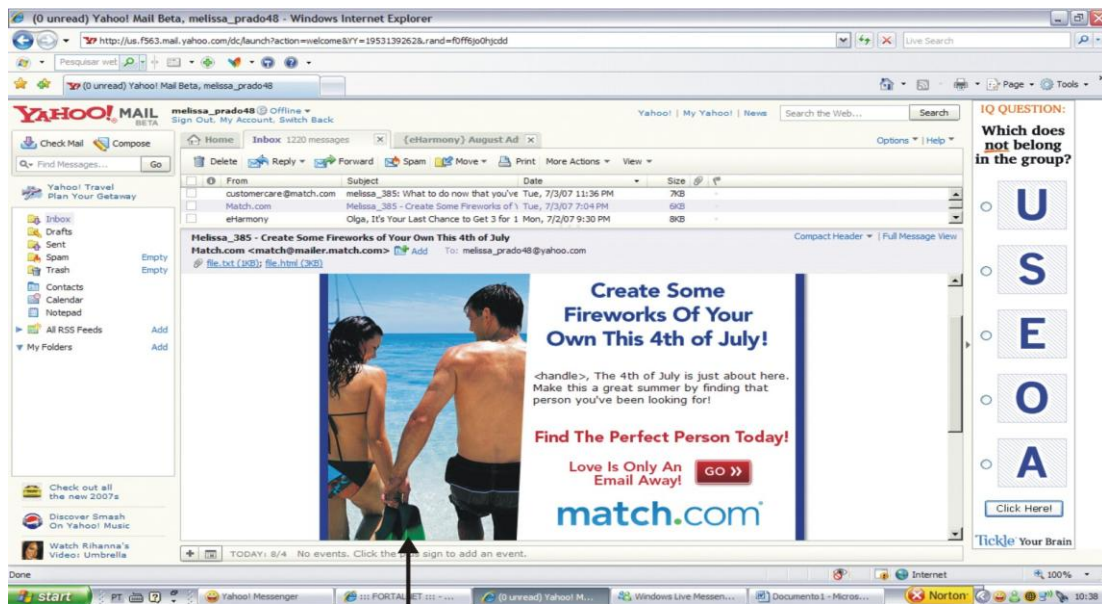 (0 unread) Yahoo! Mail Beta, melissa_prado48 - Windows Internet Explorer
http://us.f563.mail.yahoo.com/dc/launch?action=welcome&YY=1953139262&.rand=f0ff6jo0hjcdd
Live Search
Pesquisar wet
(0 unread) Yahoo! Mail Beta, melissa_prado48
Page
Tools
YAHOO! MAIL BETA
melissa_prado48 Offline
Sign Out, My Account, Switch Back
Yahoo! | My Yahoo! | News
Search the Web...
Search
Check Mail
Compose
Home
Inbox 1220 messages
{eHarmony} August Ad
Options | Help
Find Messages...
Go
Delete Reply Forward Spam Move Print More Actions View
From Subject Date Size
customercare@match.com melissa_385: What to do now that you've Tue, 7/3/07 11:36 PM 7KB
Match.com Melissa_385 - Create Some Fireworks of Y Tue, 7/3/07 7:04 PM 6KB
eHarmony Olga, It's Your Last Chance to Get 3 for 1 Mon, 7/2/07 9:30 PM 8KB
Yahoo! Travel
Plan Your Getaway
Inbox
Drafts
Sent
Spam Empty
Trash Empty
Contacts
Calendar
Notepad
All RSS Feeds Add
My Folders Add
Check out all
the new 2007s
Discover Smash
On Yahoo! Music
Watch Rihanna's
Video: Umbrella
Melissa_385 - Create Some Fireworks of Your Own This 4th of July
Compact Header | Full Message View
Match.com <match@mailer.match.com> Add To: melissa_prado48@yahoo.com
file.txt (1KB); file.html (3KB)
Create Some
Fireworks Of Your
Own This 4th of July!
<handle>, The 4th of July is just about here.
Make this a great summer by finding that
person you've been looking for!
Find The Perfect Person Today!
Love Is Only An
Email Away!
GO »
match.com
TODAY: 8/4 No events. Click the plus sign to add an event.
IQ QUESTION:
Which does
not belong
in the group?
U
S
E
O
A
Click Here!
Tickle Your Brain
Done
Internet
100%
start
PT
Yahoo! Messenger
::: FORTALNET ::: - ...
(0 unread) Yahoo! M...
Windows Live Messen...
Documento1 - Micros...
Norton
10:38